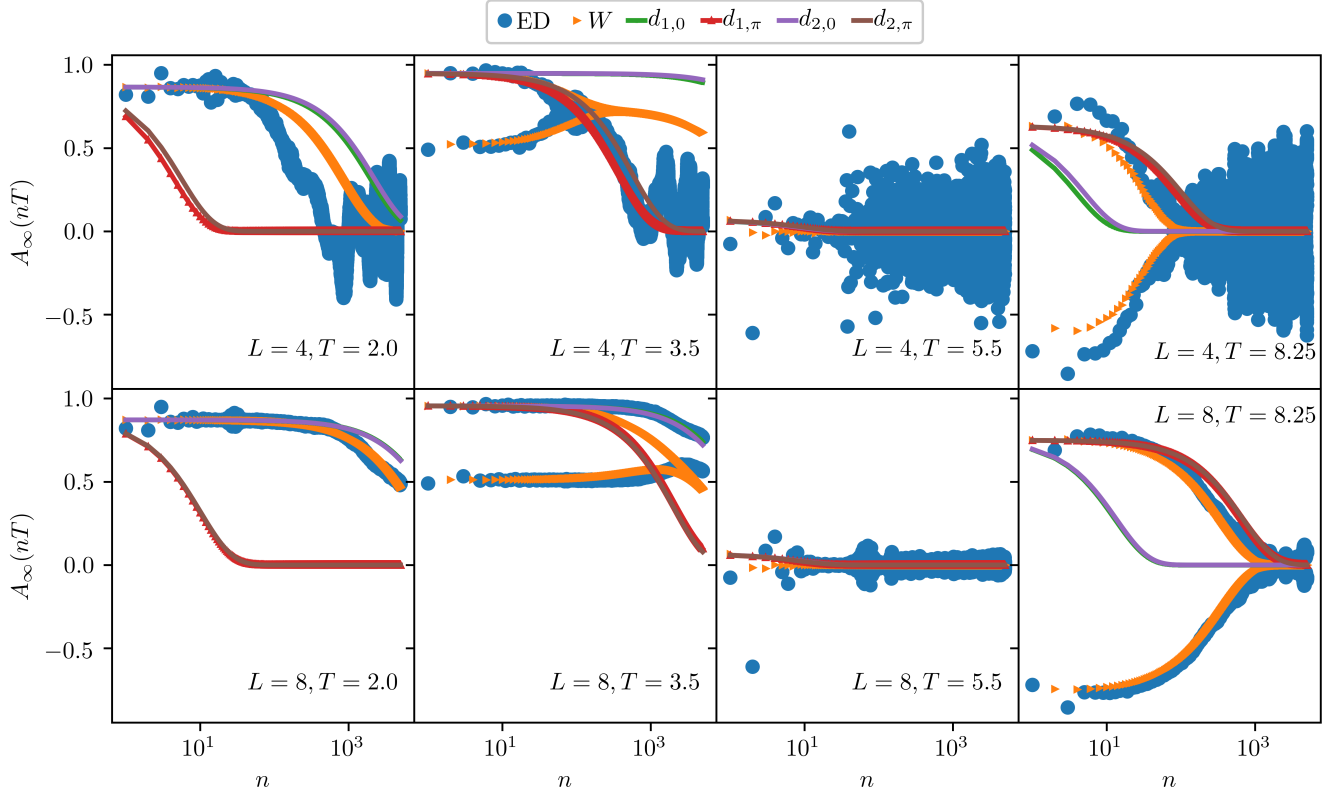 ED W d₁,₀ d₁,π d₂,₀ d₂,π
1.0
0.5
0.0
−0.5
A∞(nT)
L = 4, T = 2.0
L = 4, T = 3.5
L = 4, T = 5.5
L = 4, T = 8.25
1.0
0.5
0.0
−0.5
A∞(nT)
L = 8, T = 2.0
L = 8, T = 3.5
L = 8, T = 5.5
L = 8, T = 8.25
10¹ 10³ 10¹ 10³ 10¹ 10³ 10¹ 10³
n n n n